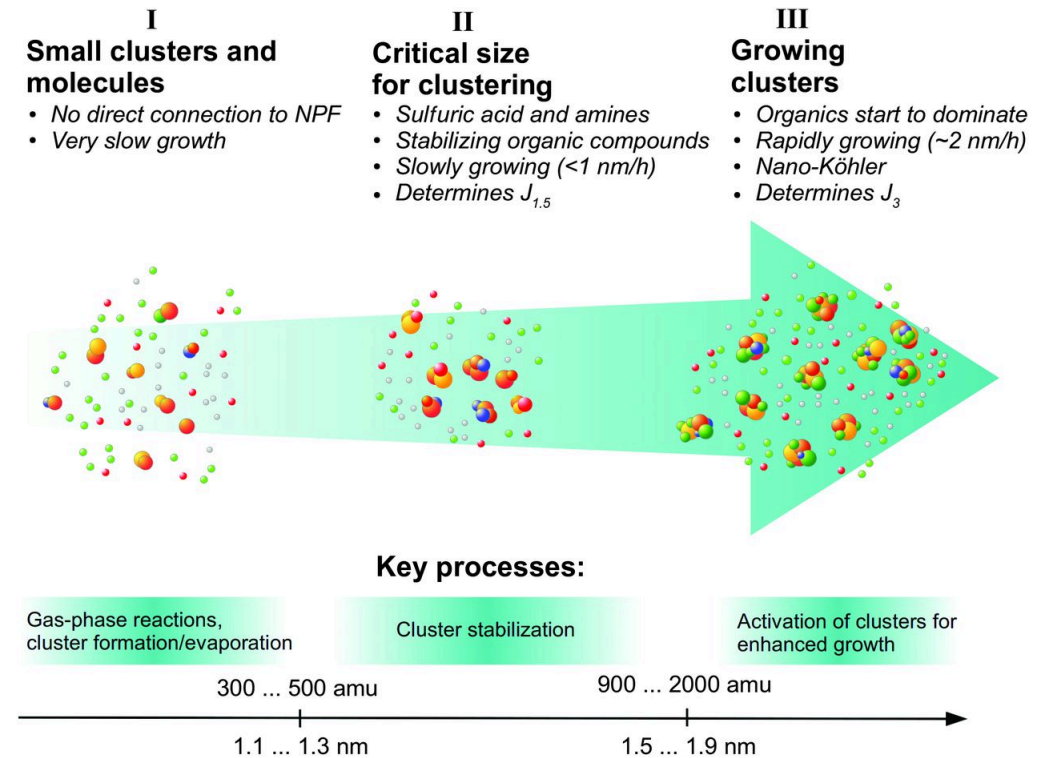 I
Small clusters and
molecules
• No direct connection to NPF
• Very slow growth
II
Critical size
for clustering
• Sulfuric acid and amines
• Stabilizing organic compounds
• Slowly growing (<1 nm/h)
• Determines J1.5
III
Growing
clusters
• Organics start to dominate
• Rapidly growing (~2 nm/h)
• Nano-Köhler
• Determines J3
Key processes:
Gas-phase reactions,
cluster formation/evaporation
Cluster stabilization
Activation of clusters for
enhanced growth
300 ... 500 amu
900 ... 2000 amu
1.1 ... 1.3 nm
1.5 ... 1.9 nm